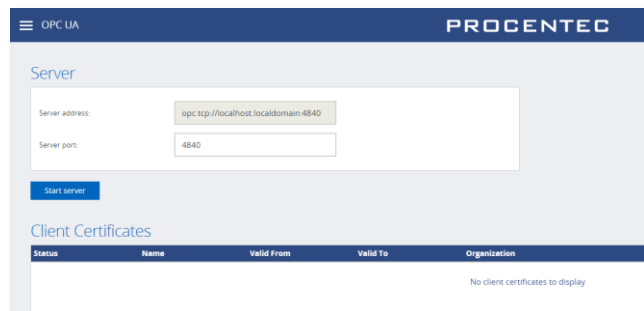 OPC UA PROCENTEC
Server
Server address: opc.tcp://localhost.localdomain:4840
Server port: 4840
Start server
Client Certificates
Status Name Valid From Valid To Organization
No client certificates to display